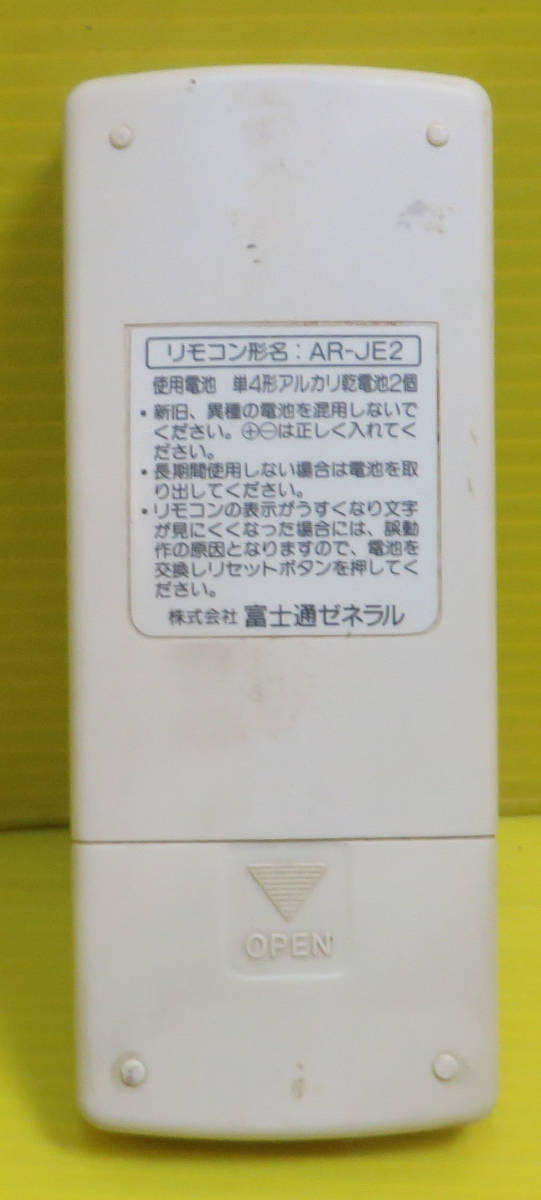 リモコン形名：AR-JE2
使用電池　単4形アルカリ乾電池2個
・新旧、異種の電池を混用しないで
ください。⊕⊖は正しく入れてく
ださい。
・長期間使用しない場合は電池を取
り出してください。
・リモコンの表示がうすくなり文字
が見にくくなった場合には、誤動
作の原因となりますので、電池を
交換しリセットボタンを押してく
ださい。
株式会社 富士通ゼネラル
OPEN